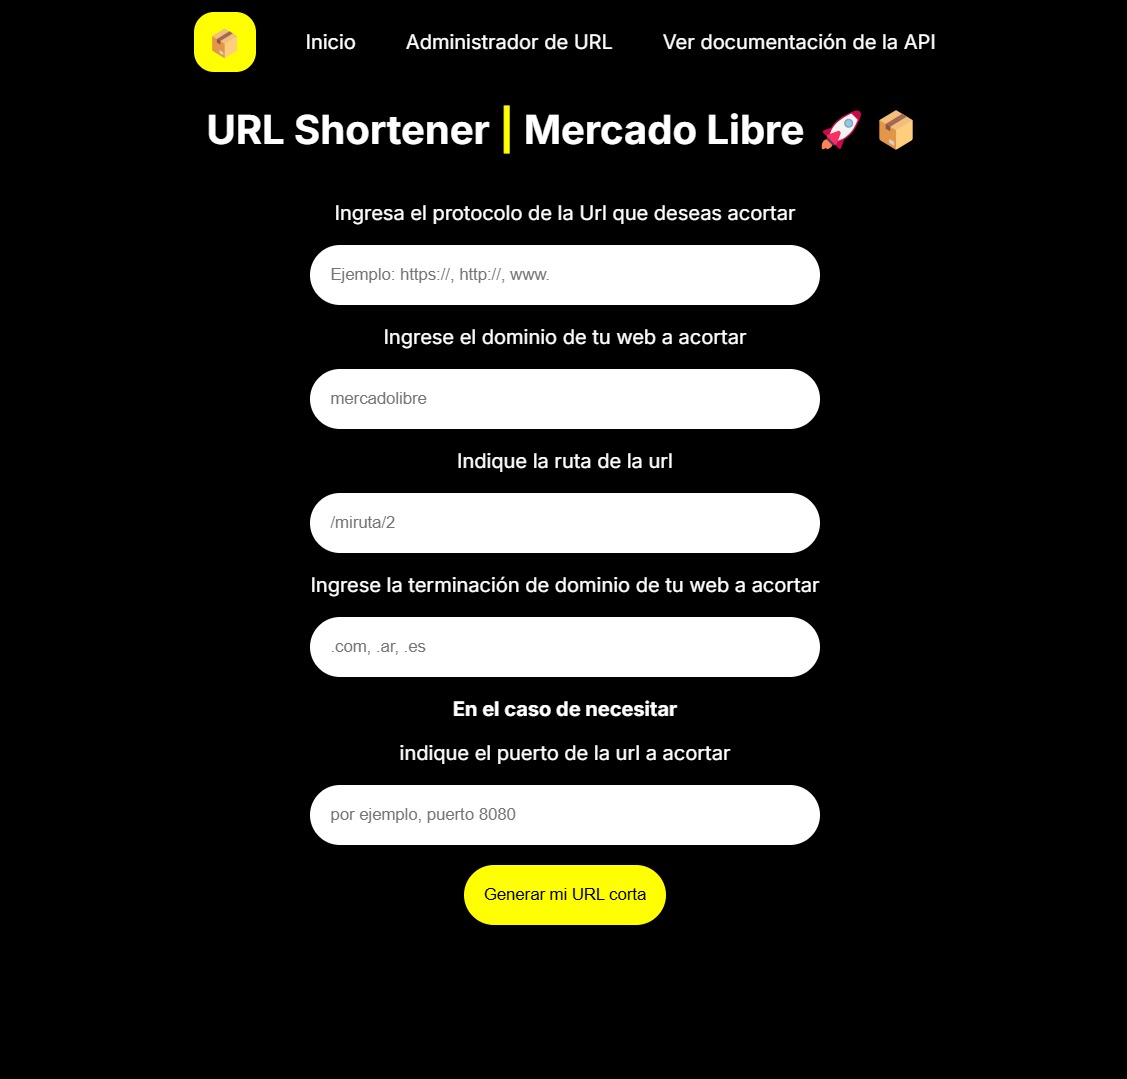 Inicio Administrador de URL Ver documentación de la API
URL Shortener | Mercado Libre 🚀 📦
Ingresa el protocolo de la Url que deseas acortar
Ejemplo: https://, http://, www.
Ingrese el dominio de tu web a acortar
mercadolibre
Indique la ruta de la url
/miruta/2
Ingrese la terminación de dominio de tu web a acortar
.com, .ar, .es
En el caso de necesitar
indique el puerto de la url a acortar
por ejemplo, puerto 8080
Generar mi URL corta